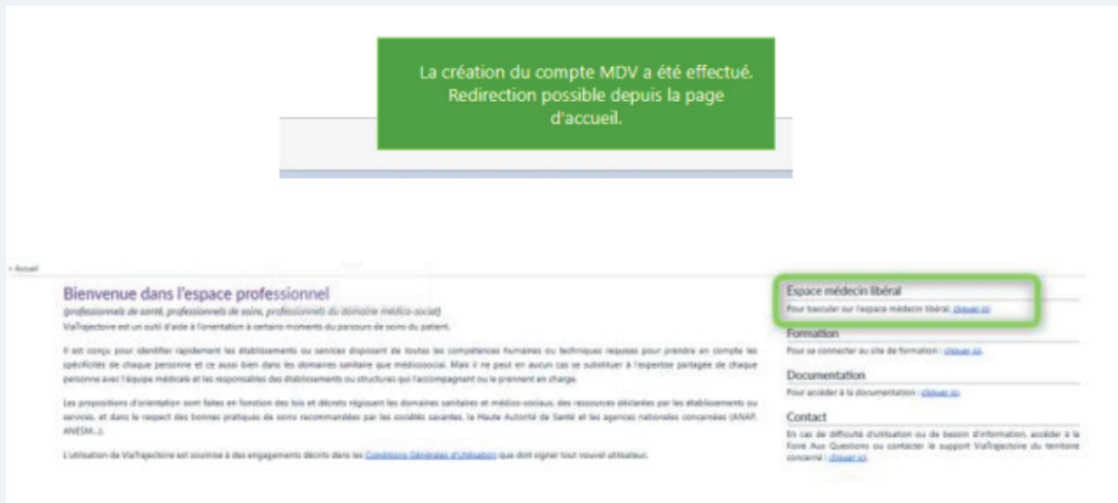 La création du compte MDV a été effectué.
Redirection possible depuis la page
d'accueil.
> Accueil
Bienvenue dans l'espace professionnel
(professionnels de santé, professionnels de soins, professionnels du domaine médico-social)
ViaTrajectoire est un outil d'aide à l'orientation à certains moments du parcours de soins du patient.
Il est conçu pour identifier rapidement les établissements ou services disposant de toutes les compétences humaines ou techniques requises pour prendre en compte les
spécificités de chaque personne et ce aussi bien dans les domaines sanitaire que médicosocial. Mais il ne peut en aucun cas se substituer à l'expertise partagée de chaque
personne avec l'équipe médicale et les responsables des établissements ou structures qui l'accompagnent ou le prennent en charge.
Les propositions d'orientation sont faites en fonction des lois et décrets régissant les domaines sanitaires et médico-sociaux, des ressources déclarées par les établissements ou
services, et dans le respect des bonnes pratiques de soins recommandées par les sociétés savantes, la Haute Autorité de Santé et les agences nationales concernées (ANAP,
ANESM...).
L'utilisation de ViaTrajectoire est soumise à des engagements décrits dans les Conditions Générales d'Utilisation que doit signer tout nouvel utilisateur.
Espace médecin libéral
Pour basculer sur l'espace médecin libéral, cliquer ici.
Formation
Pour se connecter au site de formation : cliquer ici.
Documentation
Pour accéder à la documentation : cliquer ici.
Contact
En cas de difficulté d'utilisation ou de besoin d'information, accéder à la
Foire Aux Questions ou contacter le support ViaTrajectoire du territoire
concerné : cliquer ici.